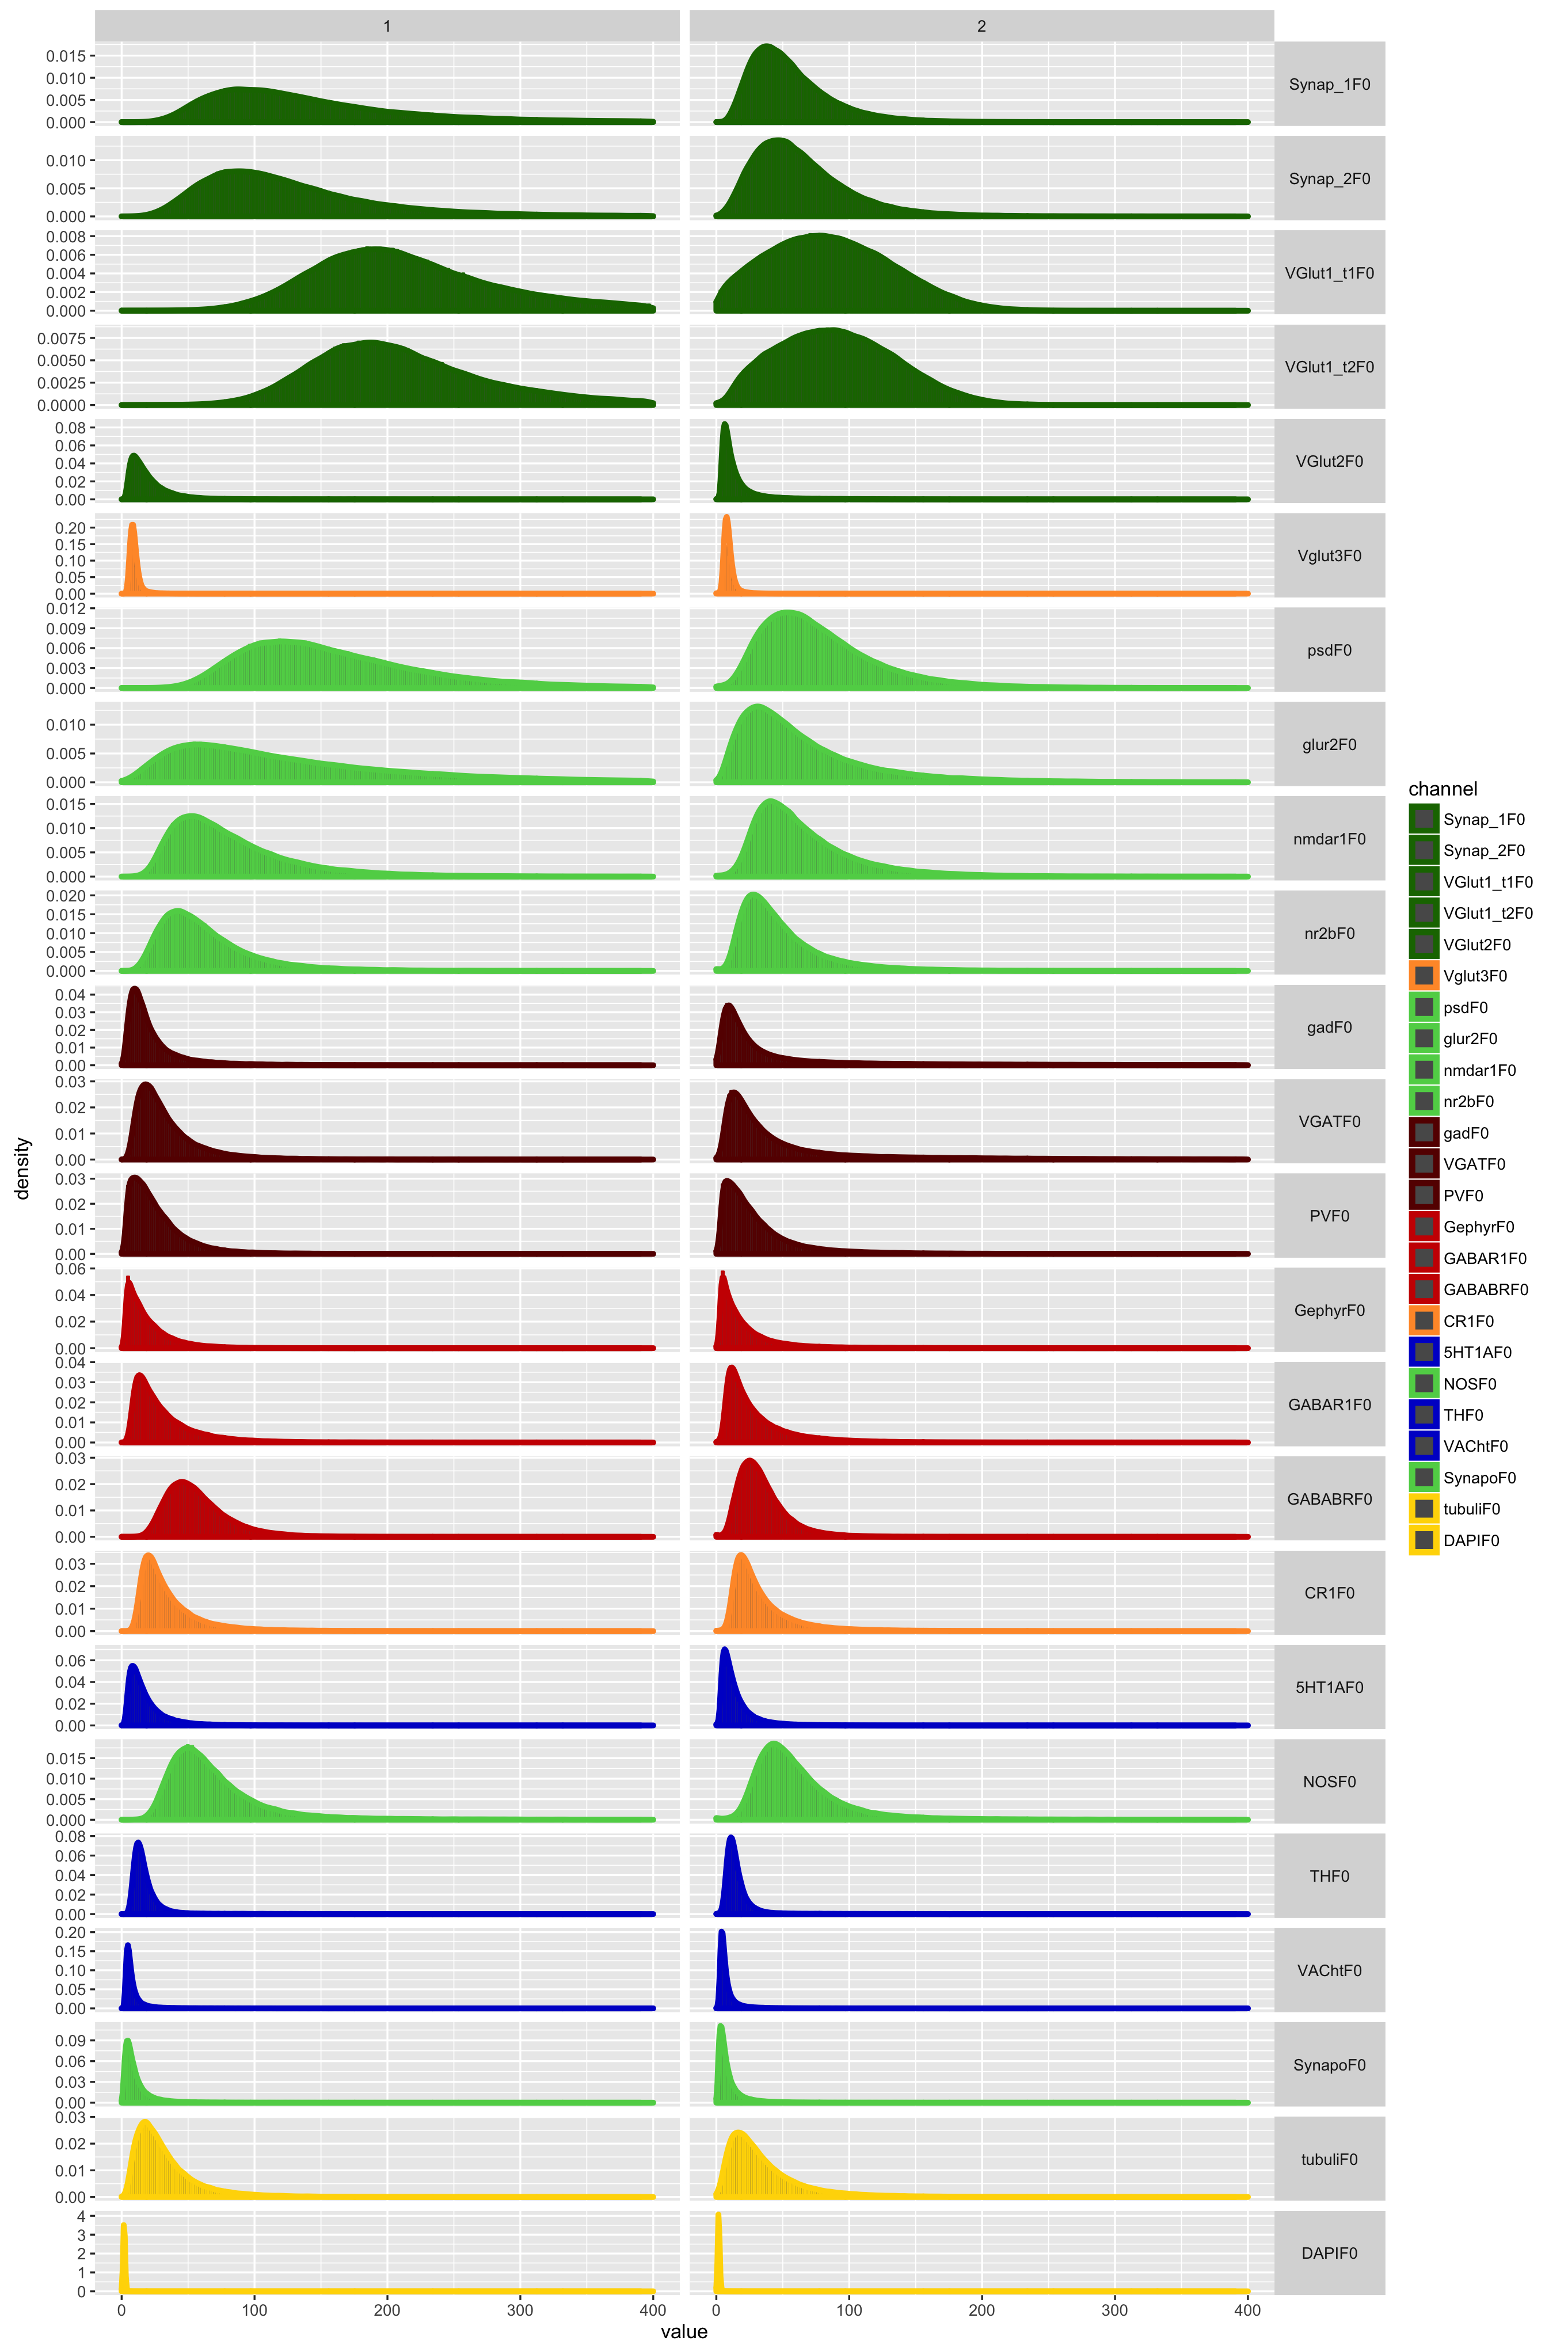 1 2
0.015
0.010
0.005
0.000
Synap_1F0
0.010
0.005
0.000
Synap_2F0
0.008
0.006
0.004
0.002
0.000
VGlut1_t1F0
0.0075
0.0050
0.0025
0.0000
VGlut1_t2F0
0.08
0.06
0.04
0.02
0.00
VGlut2F0
0.20
0.15
0.10
0.05
0.00
Vglut3F0
0.012
0.009
0.006
0.003
0.000
psdF0
0.010
0.005
0.000
glur2F0
0.015
0.010
0.005
0.000
nmdar1F0
0.020
0.015
0.010
0.005
0.000
nr2bF0
0.04
0.03
0.02
0.01
0.00
gadF0
0.03
0.02
0.01
0.00
VGATF0
0.03
0.02
0.01
0.00
PVF0
0.06
0.04
0.02
0.00
GephyrF0
0.04
0.03
0.02
0.01
0.00
GABAR1F0
0.03
0.02
0.01
0.00
GABABRF0
0.03
0.02
0.01
0.00
CR1F0
0.06
0.04
0.02
0.00
5HT1AF0
0.015
0.010
0.005
0.000
NOSF0
0.08
0.06
0.04
0.02
0.00
THF0
0.20
0.15
0.10
0.05
0.00
VAChtF0
0.09
0.06
0.03
0.00
SynapoF0
0.03
0.02
0.01
0.00
tubuliF0
4
3
2
1
0
DAPIF0
0 100 200 300 400 0 100 200 300 400
value
density
channel
Synap_1F0
Synap_2F0
VGlut1_t1F0
VGlut1_t2F0
VGlut2F0
Vglut3F0
psdF0
glur2F0
nmdar1F0
nr2bF0
gadF0
VGATF0
PVF0
GephyrF0
GABAR1F0
GABABRF0
CR1F0
5HT1AF0
NOSF0
THF0
VAChtF0
SynapoF0
tubuliF0
DAPIF0